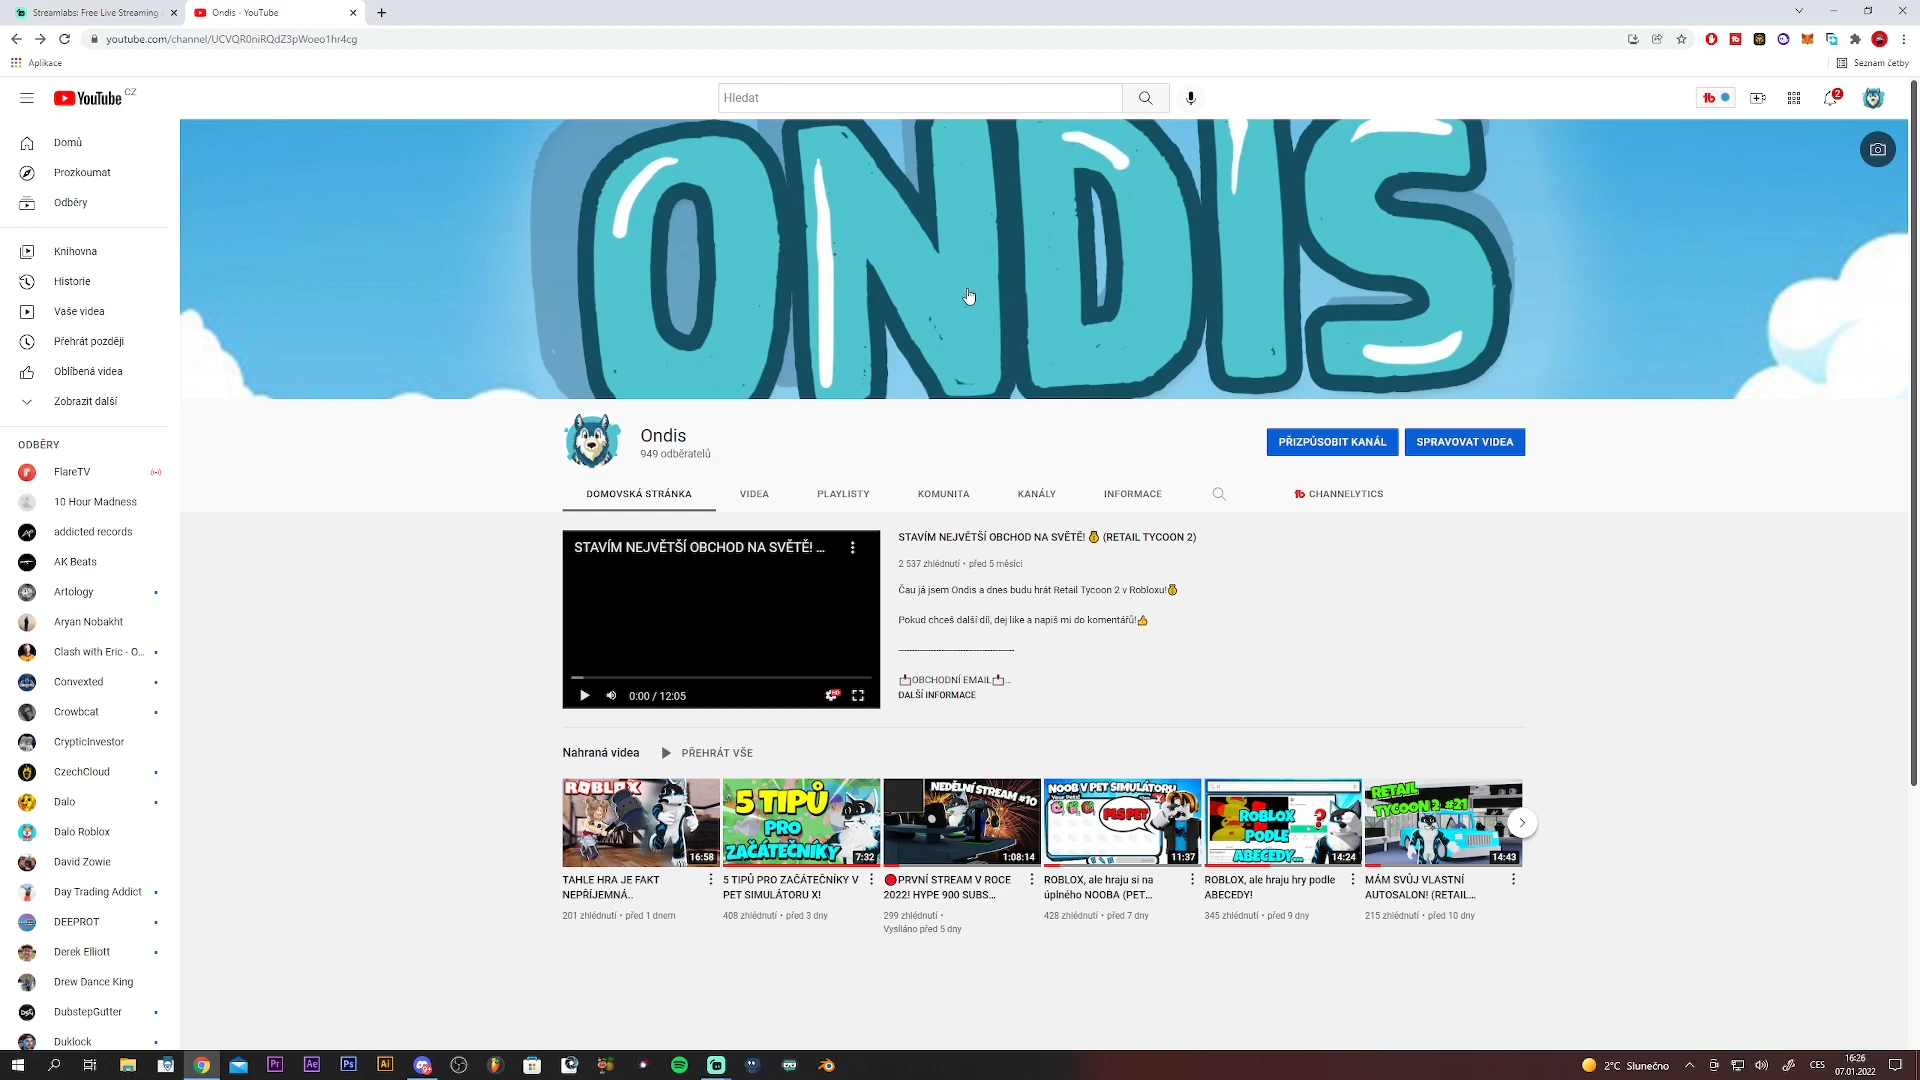 Streamlabs: Free Live Streaming
Ondis - YouTube
youtube.com/channel/UCVQR0niRQdZ3pWoeo1hr4cg
Aplikace
Seznam četby
YouTube CZ
Hledat
2
Domů
Prozkoumat
Odběry
Knihovna
Historie
Vaše videa
Přehrát později
Oblíbená videa
Zobrazit další
ODBĚRY
FlareTV
10 Hour Madness
addicted records
AK Beats
Artology
Aryan Nobakht
Clash with Eric - O...
Convexted
Crowbcat
CrypticInvestor
CzechCloud
Dalo
Dalo Roblox
David Zowie
Day Trading Addict
DEEPROT
Derek Elliott
Drew Dance King
DubstepGutter
Duklock
ONDIS
Ondis
949 odběratelů
PŘIZPŮSOBIT KANÁL
SPRAVOVAT VIDEA
DOMOVSKÁ STRÁNKA
VIDEA
PLAYLISTY
KOMUNITA
KANÁLY
INFORMACE
CHANNELYTICS
STAVÍM NEJVĚTŠÍ OBCHOD NA SVĚTĚ! ...
0:00 / 12:05
HD
STAVÍM NEJVĚTŠÍ OBCHOD NA SVĚTĚ! 💰 (RETAIL TYCOON 2)
2 537 zhlédnutí • před 5 měsíci
Čau já jsem Ondis a dnes budu hrát Retail Tycoon 2 v Robloxu!💰
Pokud chceš další díl, dej like a napiš mi do komentářů!👍
-------------------------------------------
📩OBCHODNÍ EMAIL📩...
DALŠÍ INFORMACE
Nahraná videa
PŘEHRÁT VŠE
ROBLOX
16:58
5 TIPŮ
PRO
ZAČÁTEČNÍKY
7:32
NEDĚLNÍ STREAM #10
1:08:14
NOOB V PET SIMULÁTORU
Your Pets!
PLS PET
11:37
ROBLOX
PODLE
ABECEDY...
?
14:24
RETAIL
TYCOON 2 #21
14:43
TAHLE HRA JE FAKT
NEPŘÍJEMNÁ..
201 zhlédnutí • před 1 dnem
5 TIPŮ PRO ZAČÁTEČNÍKY V
PET SIMULÁTORU X!
408 zhlédnutí • před 3 dny
🔴PRVNÍ STREAM V ROCE
2022! HYPE 900 SUBS...
299 zhlédnutí •
Vysíláno před 5 dny
ROBLOX, ale hraju si na
úplného NOOBA (PET...
428 zhlédnutí • před 7 dny
ROBLOX, ale hraju hry podle
ABECEDY!
345 zhlédnutí • před 9 dny
MÁM SVŮJ VLASTNÍ
AUTOSALON! (RETAIL...
215 zhlédnutí • před 10 dny
Pr
Ae
Ps
Ai
2°C Slunečno
CES
16:26
07.01.2022